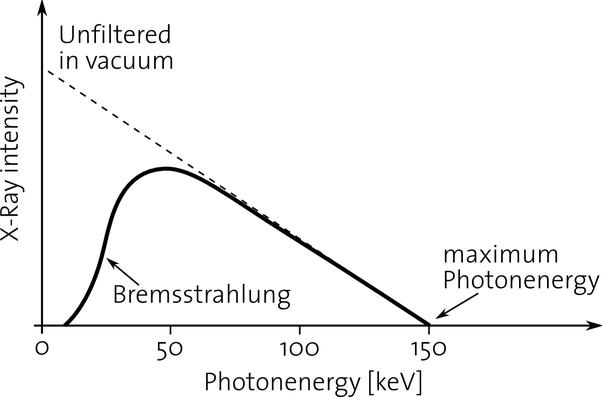 Unfiltered
in vacuum
X-Ray intensity
Bremsstrahlung
maximum
Photonenergy
0 50 100 150
Photonenergy [keV]